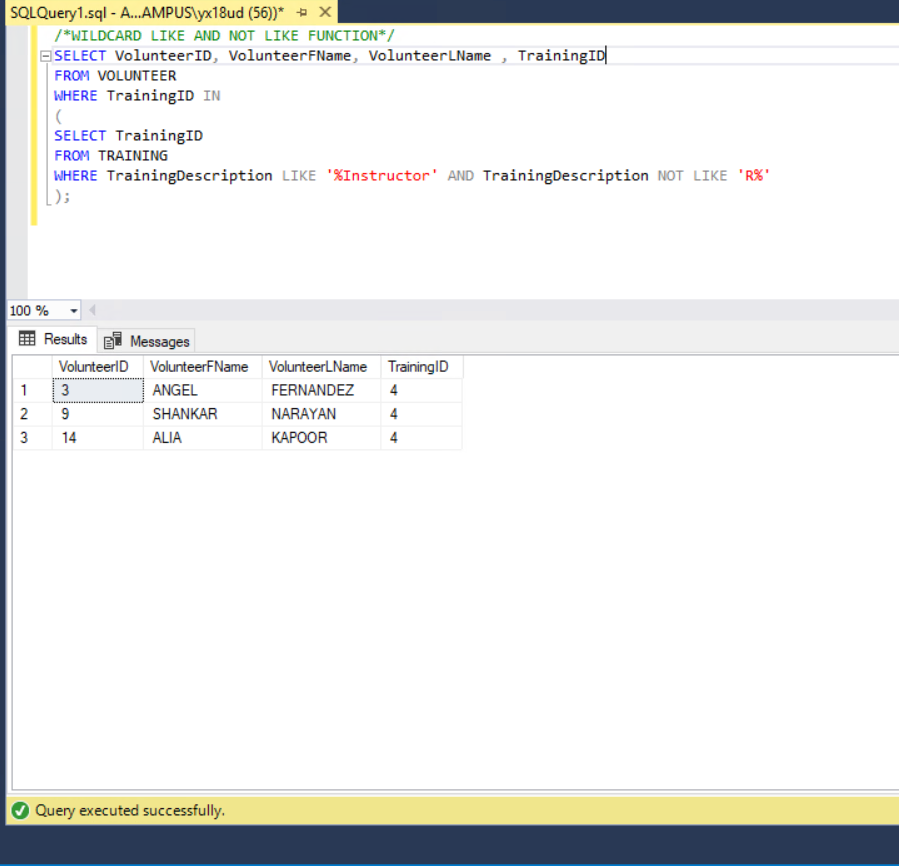 SQLQuery1.sql - A...AMPUS\yx18ud (56))*
/*WILDCARD LIKE AND NOT LIKE FUNCTION*/
SELECT VolunteerID, VolunteerFName, VolunteerLName , TrainingID
FROM VOLUNTEER
WHERE TrainingID IN
(
SELECT TrainingID
FROM TRAINING
WHERE TrainingDescription LIKE '%Instructor' AND TrainingDescription NOT LIKE 'R%'
);
100 %
Results Messages
VolunteerID VolunteerFName VolunteerLName TrainingID
1 3 ANGEL FERNANDEZ 4
2 9 SHANKAR NARAYAN 4
3 14 ALIA KAPOOR 4
Query executed successfully.